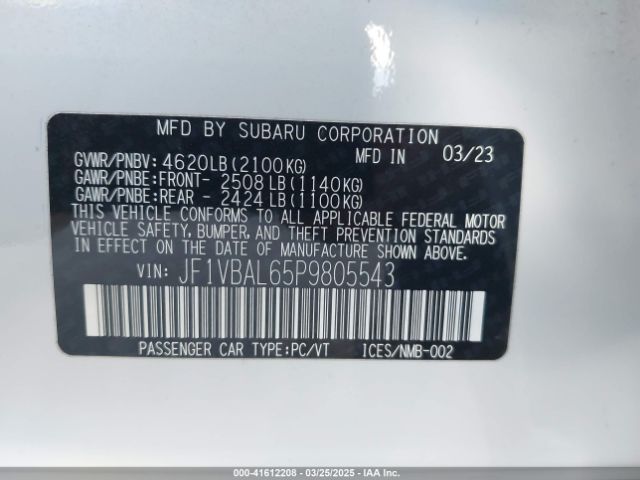 MFD BY SUBARU CORPORATION
MFD IN 03/23
GVWR/PNBV: 4620LB (2100KG)
GAWR/PNBE:FRONT- 2508 LB (1140KG)
GAWR/PNBE:REAR - 2424 LB (1100KG)
THIS VEHICLE CONFORMS TO ALL APPLICABLE FEDERAL MOTOR
VEHICLE SAFETY, BUMPER, AND THEFT PREVENTION STANDARDS
IN EFFECT ON THE DATE OF MANUFACTURE SHOWN ABOVE.
VIN: JF1VBAL65P9805543
PASSENGER CAR TYPE:PC/VT ICES/NMB-002
000-41612208 - 03/25/2025 - IAA Inc.